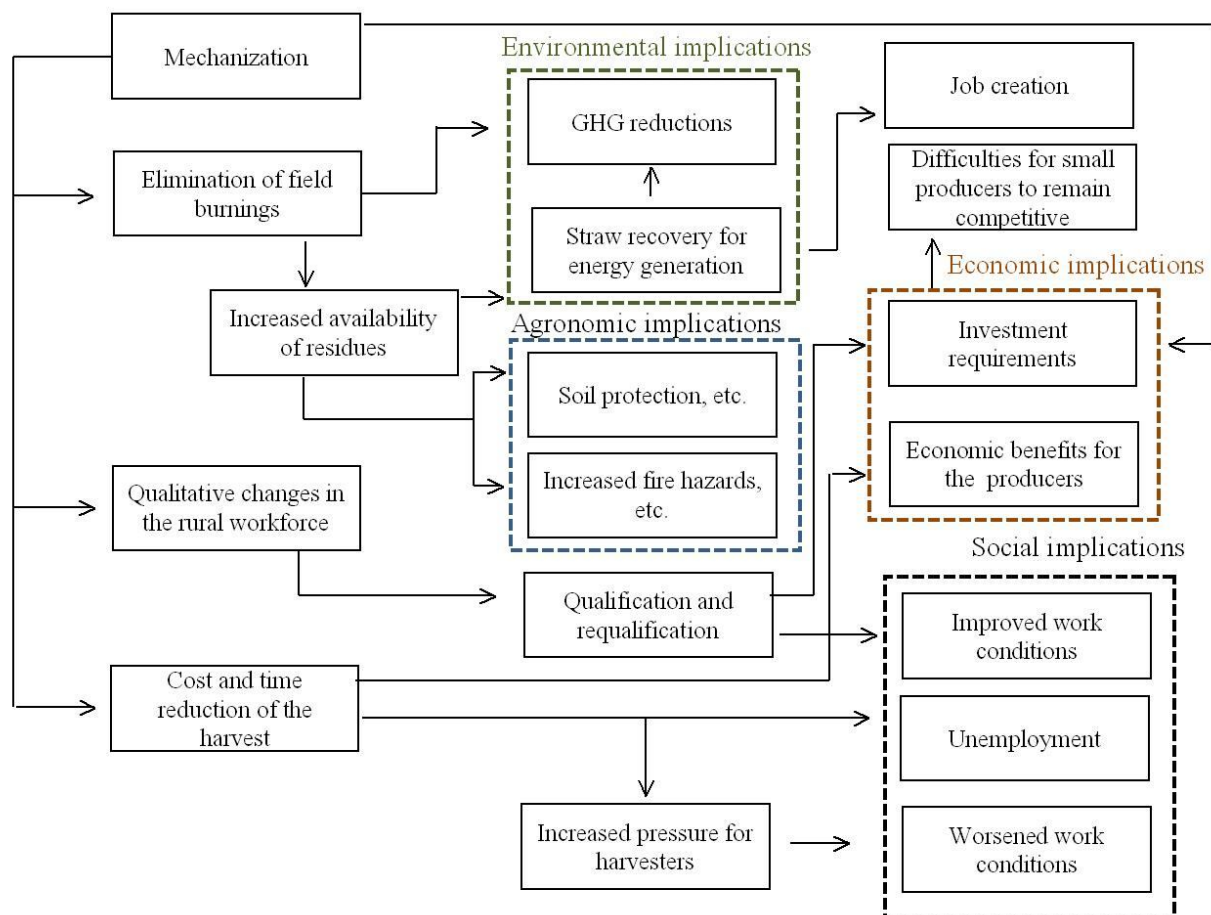 Mechanization
Environmental implications
GHG reductions
Job creation
Elimination of field
burnings
Difficulties for small
producers to remain
competitive
Straw recovery for
energy generation
Economic implications
Increased availability
of residues
Agronomic implications
Investment
requirements
Soil protection, etc.
Economic benefits for
the  producers
Qualitative changes in
the rural workforce
Increased fire hazards,
etc.
Social implications
Qualification and
requalification
Improved work
conditions
Cost and time
reduction of the
harvest
Unemployment
Increased pressure for
harvesters
Worsened work
conditions